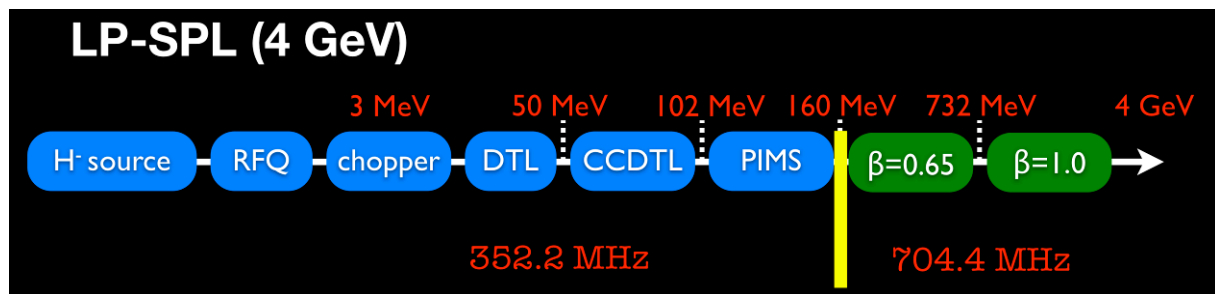 LP-SPL (4 GeV)
3 MeV 50 MeV 102 MeV 160 MeV 732 MeV 4 GeV
H- source RFQ chopper DTL CCDTL PIMS β=0.65 β=1.0
352.2 MHz 704.4 MHz